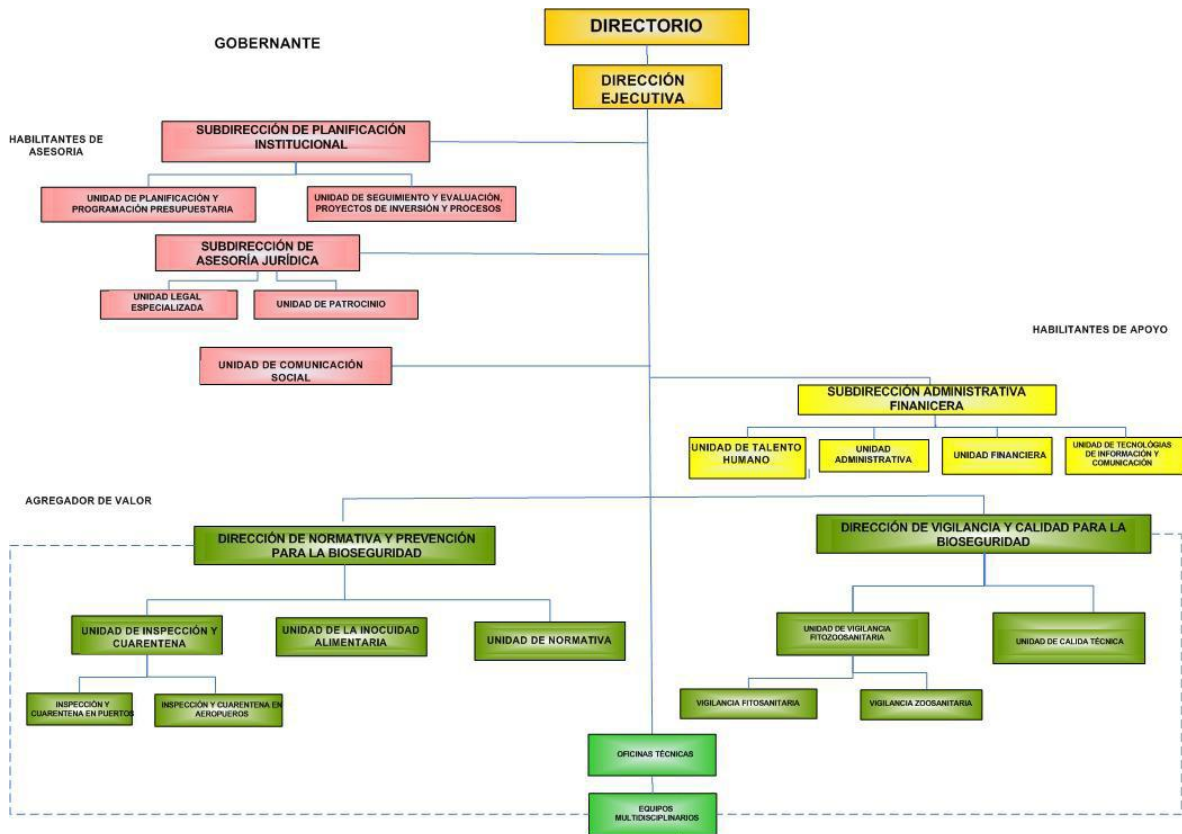 DIRECTORIO
GOBERNANTE
DIRECCIÓN
EJECUTIVA
HABILITANTES DE
ASESORIA
SUBDIRECCIÓN DE PLANIFICACIÓN
INSTITUCIONAL
UNIDAD DE PLANIFICACIÓN Y
PROGRAMACIÓN PRESUPUESTARIA
UNIDAD DE SEGUIMIENTO Y EVALUACIÓN,
PROYECTOS DE INVERSIÓN Y PROCESOS
SUBDIRECCIÓN DE
ASESORÍA JURÍDICA
UNIDAD LEGAL
ESPECIALIZADA
UNIDAD DE PATROCINIO
HABILITANTES DE APOYO
UNIDAD DE COMUNICACIÓN
SOCIAL
SUBDIRECCIÓN ADMINISTRATIVA
FINANICERA
UNIDAD DE TALENTO
HUMANO
UNIDAD
ADMINISTRATIVA
UNIDAD FINANCIERA
UNIDAD DE TECNOLÓGIAS
DE INFORMACIÓN Y
COMUNICACIÓN
AGREGADOR DE VALOR
DIRECCIÓN DE NORMATIVA Y PREVENCIÓN
PARA LA BIOSEGURIDAD
DIRECCIÓN DE VIGILANCIA Y CALIDAD PARA LA
BIOSEGURIDAD
UNIDAD DE INSPECCIÓN Y
CUARENTENA
UNIDAD DE LA INOCUIDAD
ALIMENTARIA
UNIDAD DE NORMATIVA
UNIDAD DE VIGILANCIA
FITOZOOSANITARIA
UNIDAD DE CALIDA TÉCNICA
INSPECCIÓN Y
CUARENTENA EN PUERTOS
INSPECCIÓN Y CUARENTENA EN
AEROPUEROS
VIGILANCIA FITOSANITARIA
VIGILANCIA ZOOSANITARIA
OFICINAS TÉCNICAS
EQUIPOS
MULTIDISCIPLINARIOS